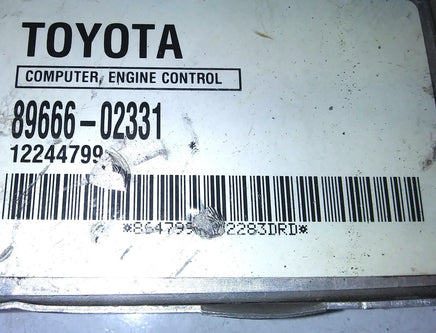 TOYOTA
COMPUTER, ENGINE CONTROL
89666-02331
12244799